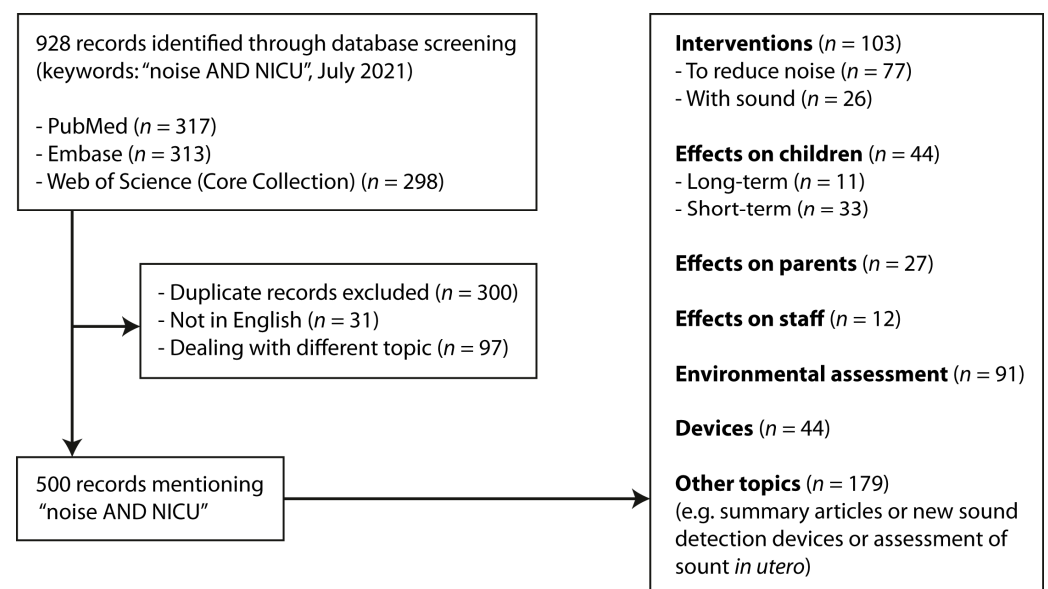 928 records identified through database screening
(keywords: “noise AND NICU”, July 2021)
- PubMed (n = 317)
- Embase (n = 313)
- Web of Science (Core Collection) (n = 298)
- Duplicate records excluded (n = 300)
- Not in English (n = 31)
- Dealing with different topic (n = 97)
500 records mentioning
“noise AND NICU”
Interventions (n = 103)
- To reduce noise (n = 77)
- With sound (n = 26)
Effects on children (n = 44)
- Long-term (n = 11)
- Short-term (n = 33)
Effects on parents (n = 27)
Effects on staff (n = 12)
Environmental assessment (n = 91)
Devices (n = 44)
Other topics (n = 179)
(e.g. summary articles or new sound
detection devices or assessment of
sount in utero)